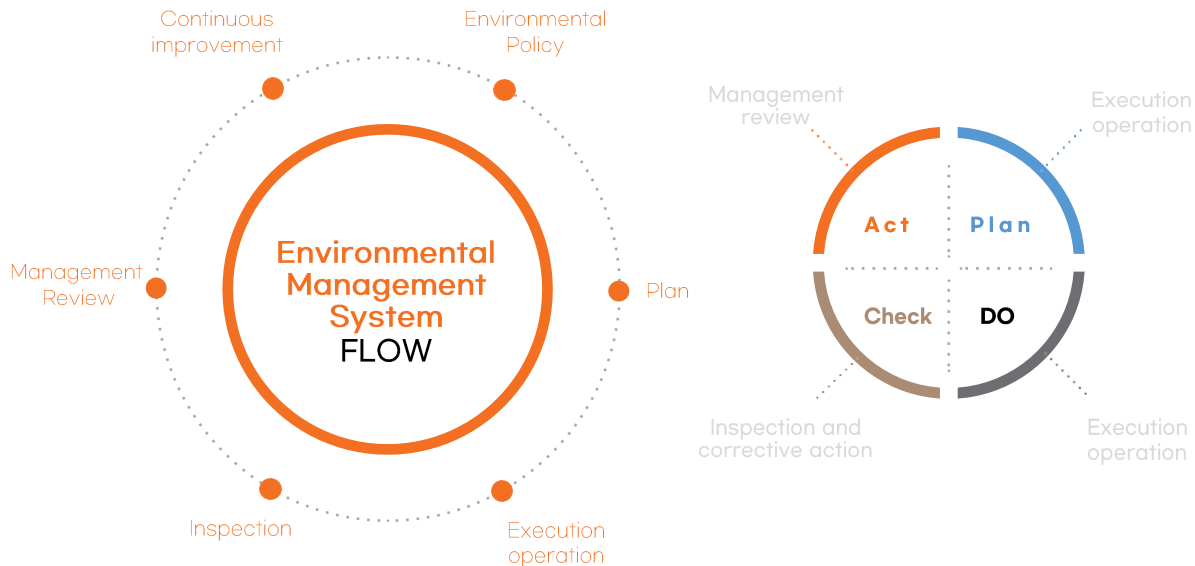 Continuous
improvement
Environmental
Policy
Management
Review
Environmental
Management
System
FLOW
Plan
Inspection
Execution
operation
Management
review
Execution
operation
Act
Plan
Check
DO
Inspection and
corrective action
Execution
operation